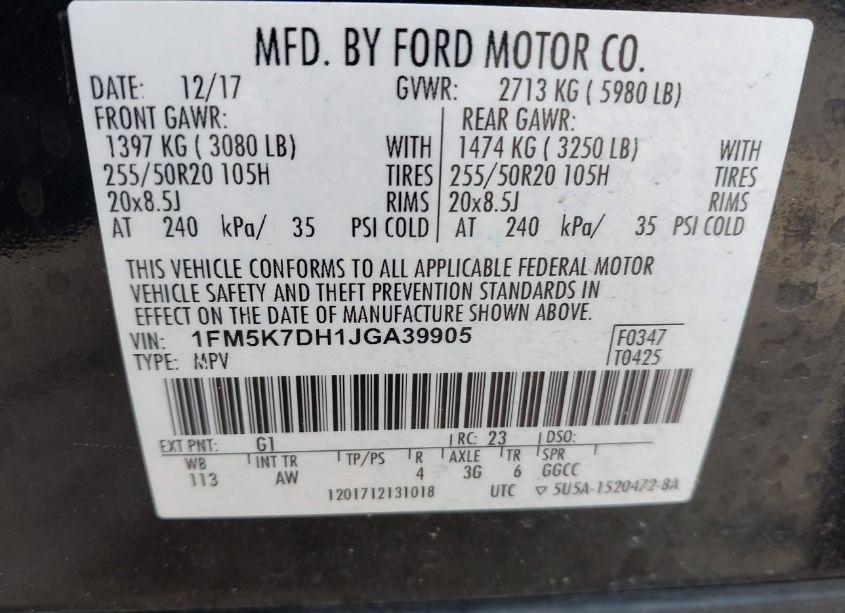 MFD. BY FORD MOTOR CO.
DATE: 12/17 GVWR: 2713 KG ( 5980 LB)
FRONT GAWR: REAR GAWR:
1397 KG ( 3080 LB) WITH 1474 KG ( 3250 LB) WITH
255/50R20 105H TIRES 255/50R20 105H TIRES
20x8.5J RIMS 20x8.5J RIMS
AT 240 kPa/ 35 PSI COLD AT 240 kPa/ 35 PSI COLD
THIS VEHICLE CONFORMS TO ALL APPLICABLE FEDERAL MOTOR
VEHICLE SAFETY AND THEFT PREVENTION STANDARDS IN
EFFECT ON THE DATE OF MANUFACTURE SHOWN ABOVE.
VIN: 1FM5K7DH1JGA39905 F0347
TYPE: MPV T0425
EXT PNT: G1 RC: 23 DSO:
WB INT TR TP/PS R AXLE TR SPR
113 AW 4 3G 6 GGCC
1201712131018 UTC ▽ 5U5A-1520472-BA